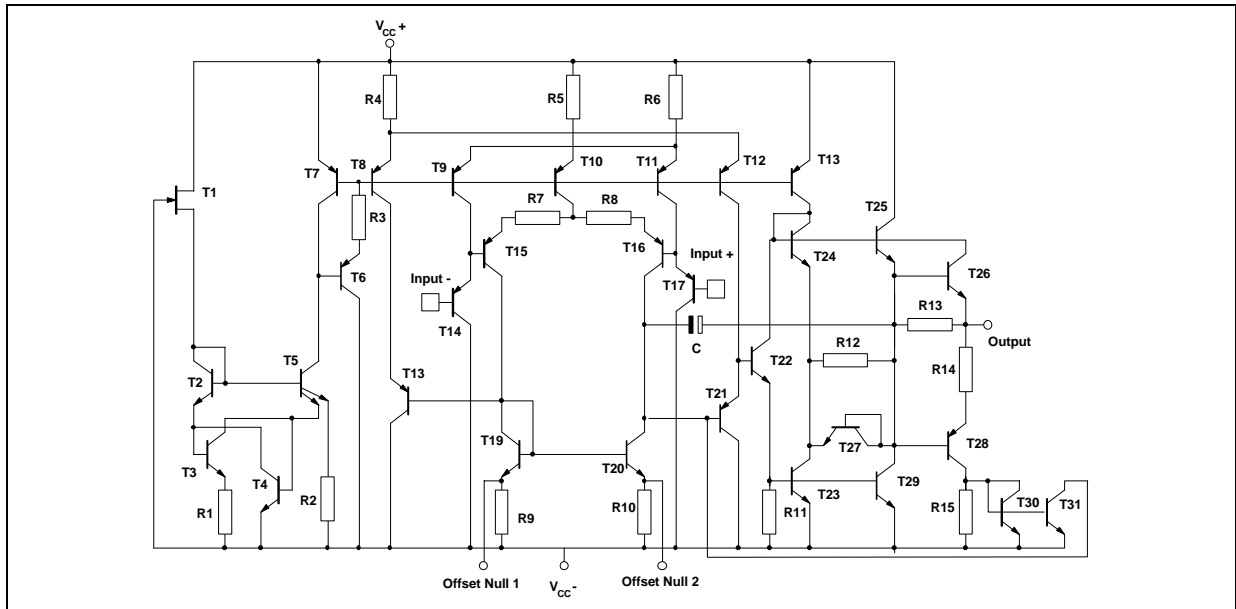 VCC+
R4
R5
R6
T7
T8
T9
T10
T11
T12
T13
T1
R3
R7
R8
T25
T6
T15
T16
Input +
T24
T26
Input -
T17
T14
R13
Output
C
R12
R14
T2
T5
T13
T22
T21
T3
T4
R2
T19
T20
T27
T28
R1
R9
R10
R11
T23
T29
R15
T30
T31
Offset Null 1
VCC-
Offset Null 2